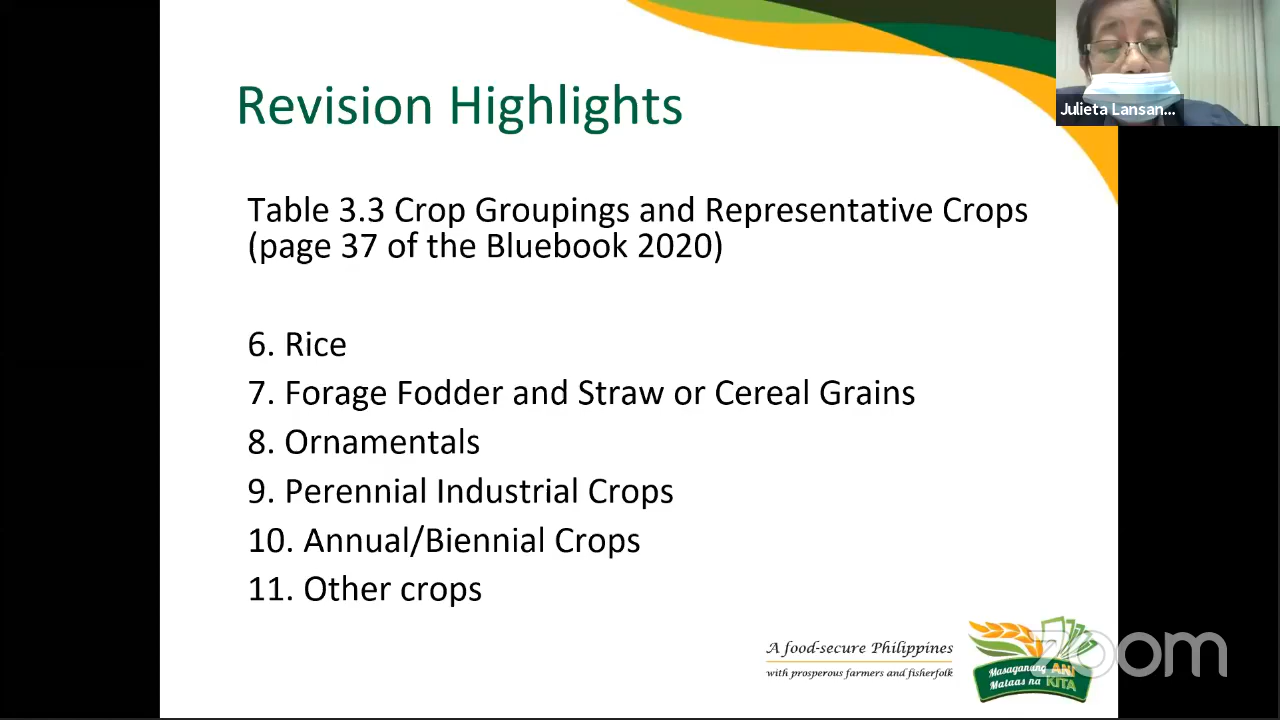 Revision Highlights
Julieta Lansan...
Table 3.3 Crop Groupings and Representative Crops
(page 37 of the Bluebook 2020)
6. Rice
7. Forage Fodder and Straw or Cereal Grains
8. Ornamentals
9. Perennial Industrial Crops
10. Annual/Biennial Crops
11. Other crops
A food-secure Philippines
with prosperous farmers and fisherfolk
Masaganang ANI
Mataas na KITA
zoom